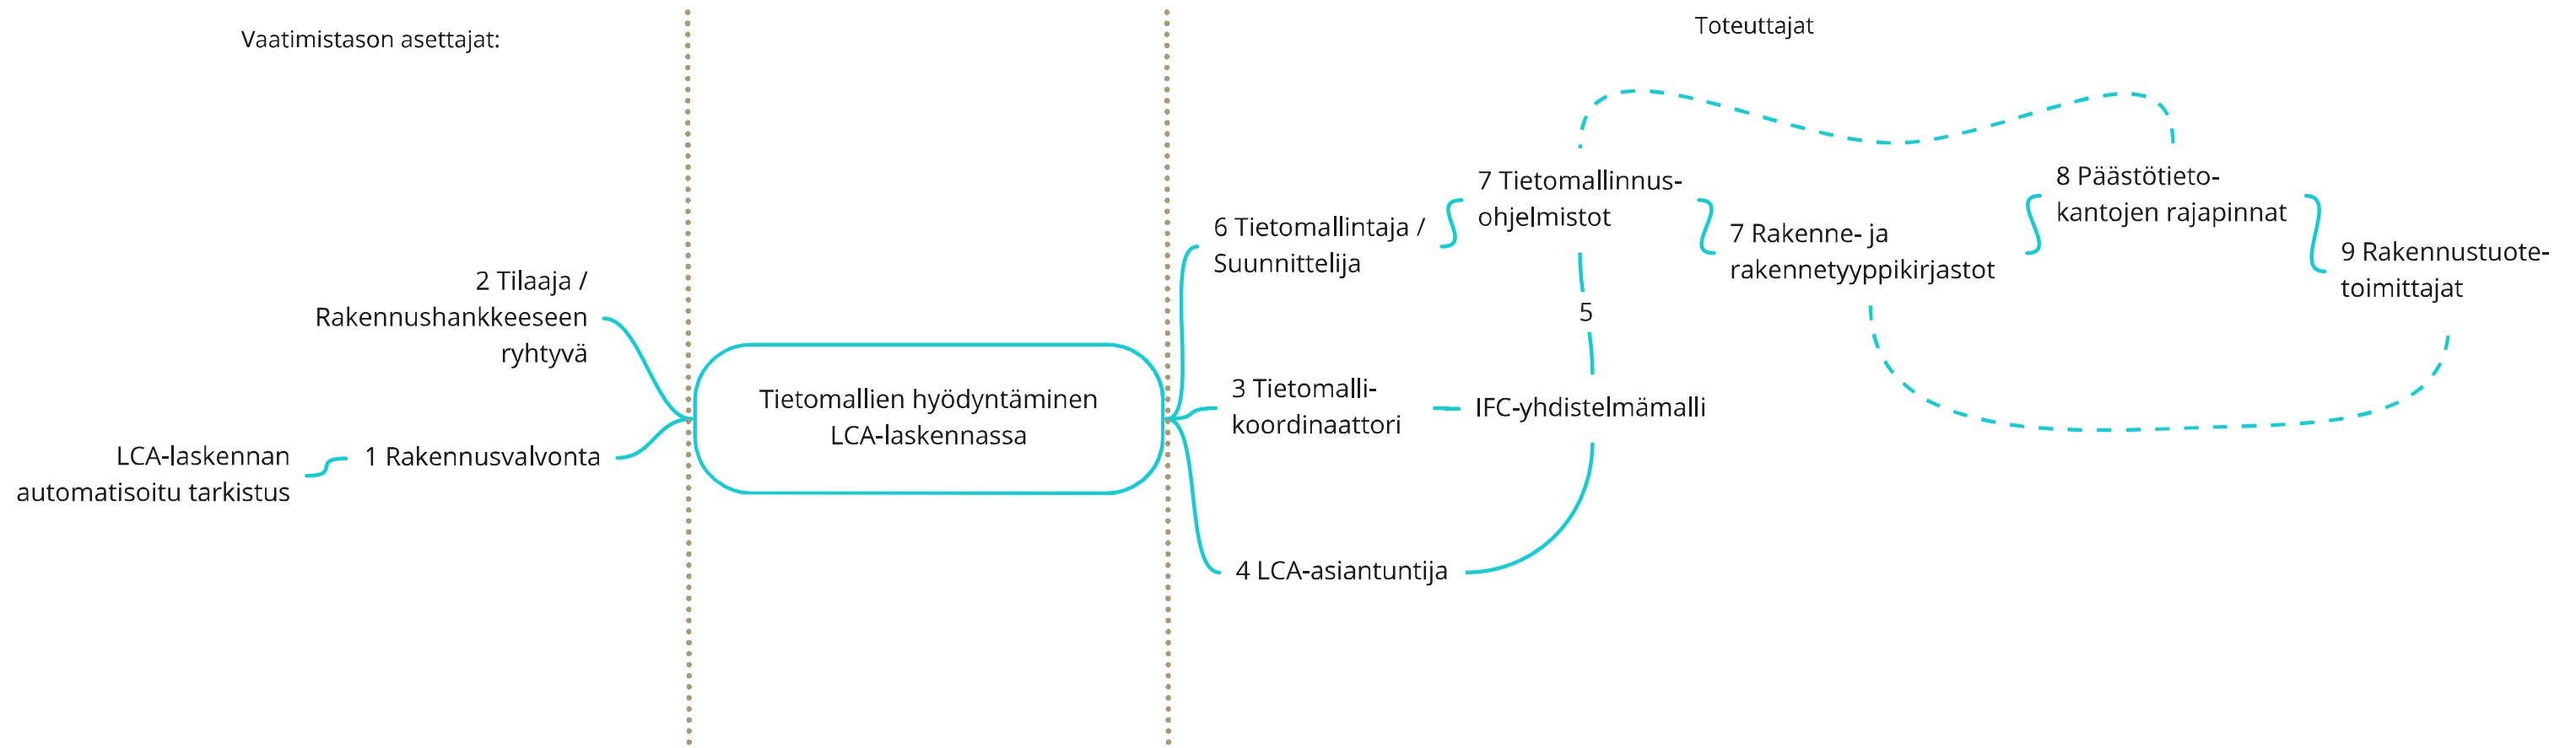 Vaatimistason asettajat:
2 Tilaaja /
Rakennushankkeeseen
ryhtyvä
LCA-laskennan
automatisoitu tarkistus
1 Rakennusvalvonta
Tietomallien hyödyntäminen
LCA-laskennassa
Toteuttajat
6 Tietomallintaja /
Suunnittelija
7 Tietomallinnus-
ohjelmistot
7 Rakenne- ja
rakennetyyppikirjastot
8 Päästötieto-
kantojen rajapinnat
9 Rakennustuote-
toimittajat
5
3 Tietomalli-
koordinaattori
IFC-yhdistelmämalli
4 LCA-asiantuntija